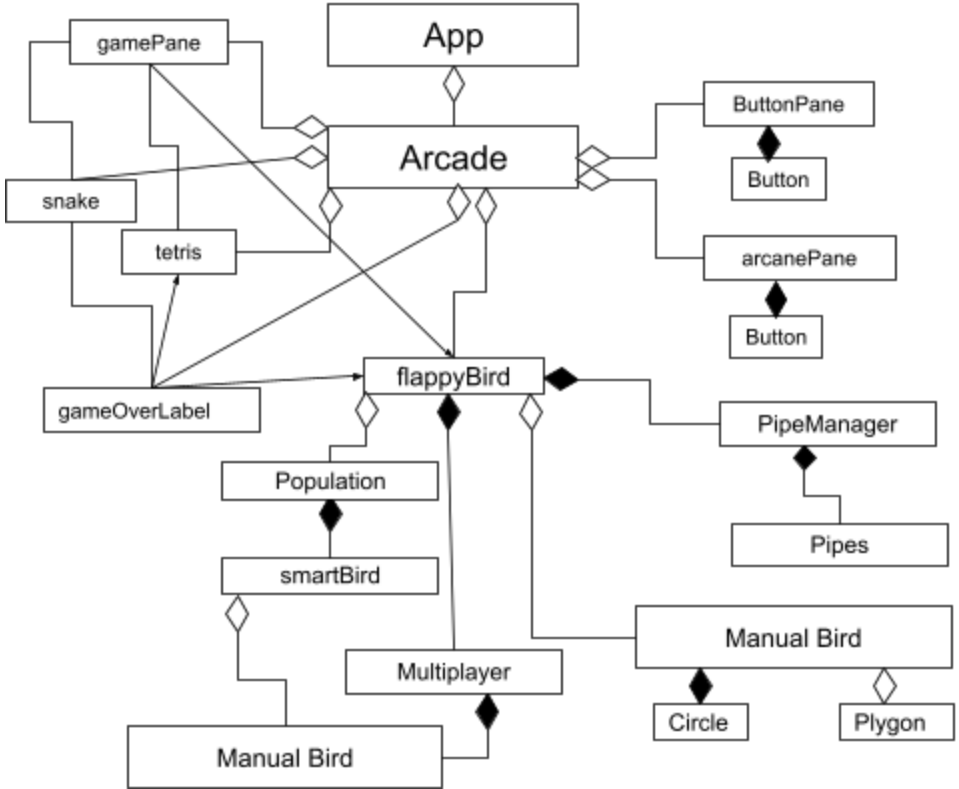 App
gamePane
ButtonPane
Arcade
Button
snake
tetris
arcanePane
Button
flappyBird
gameOverLabel
PipeManager
Population
Pipes
smartBird
Manual Bird
Multiplayer
Circle
Plygon
Manual Bird